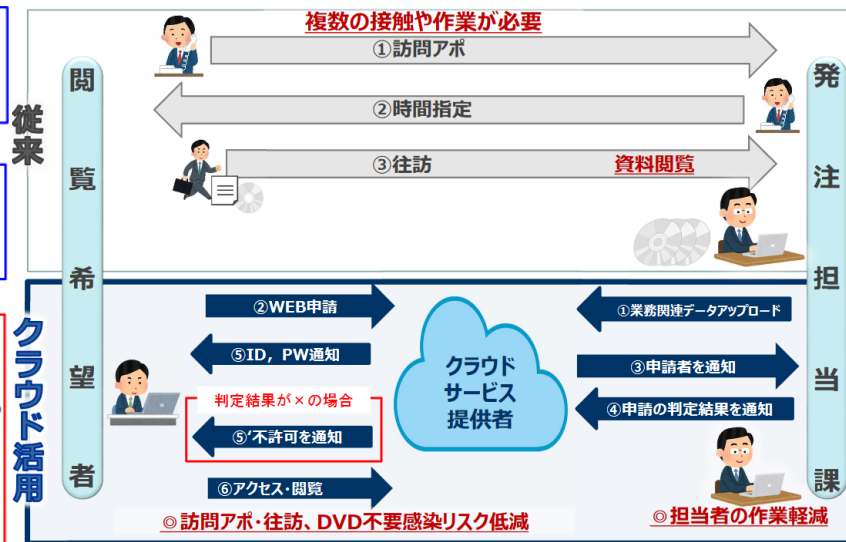 複数の接触や作業が必要
①訪問アポ
②時間指定
③往訪
資料閲覧
従来
閲覧希望者
発注担当課
クラウド活用
②WEB申請
①業務関連データアップロード
⑤ID，PW通知
クラウド
サービス
提供者
③申請者を通知
判定結果が×の場合
④申請の判定結果を通知
⑤’不許可を通知
⑥アクセス・閲覧
◎訪問アポ・往訪、DVD不要感染リスク低減
◎担当者の作業軽減